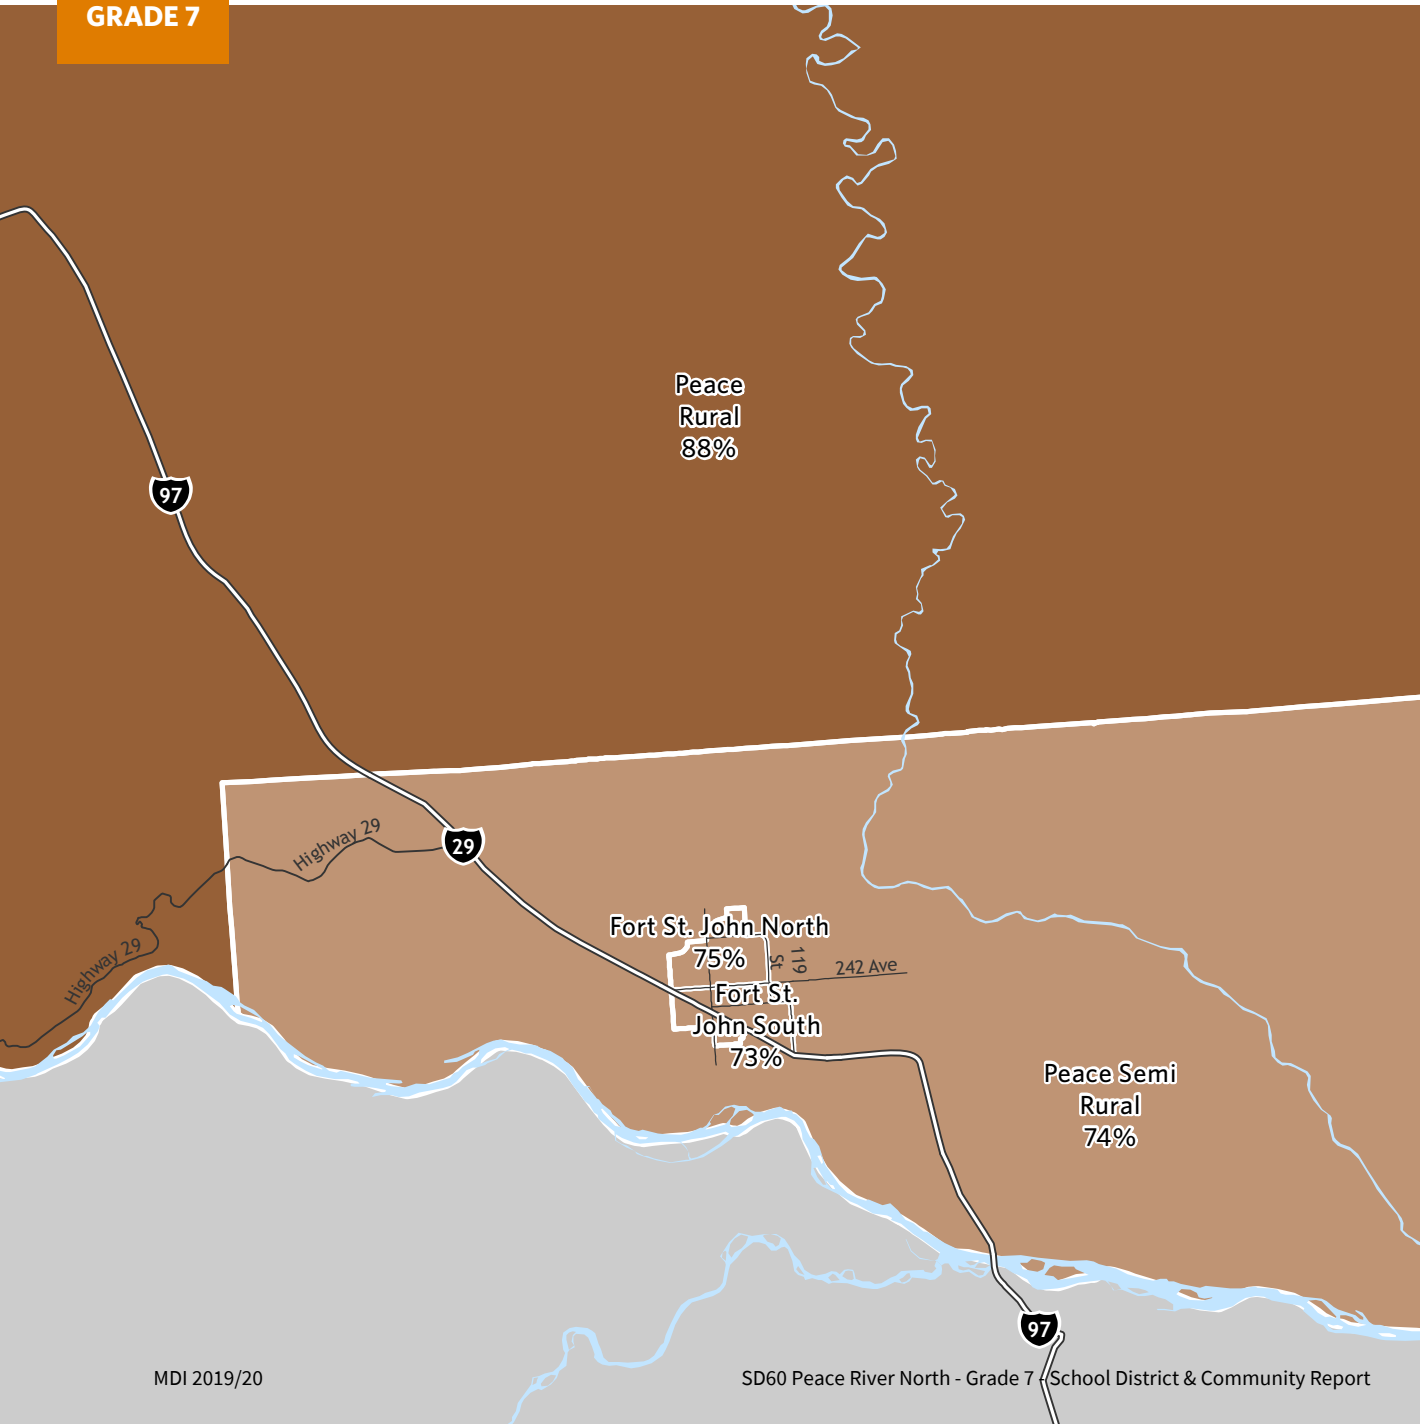 GRADE 7
Peace
Rural
88%
97
Highway 29
29
Highway 29
Fort St. John North
75%
119
St
242 Ave
Fort St.
John South
73%
Peace Semi
Rural
74%
97
MDI 2019/20
SD60 Peace River North - Grade 7 - School District & Community Report